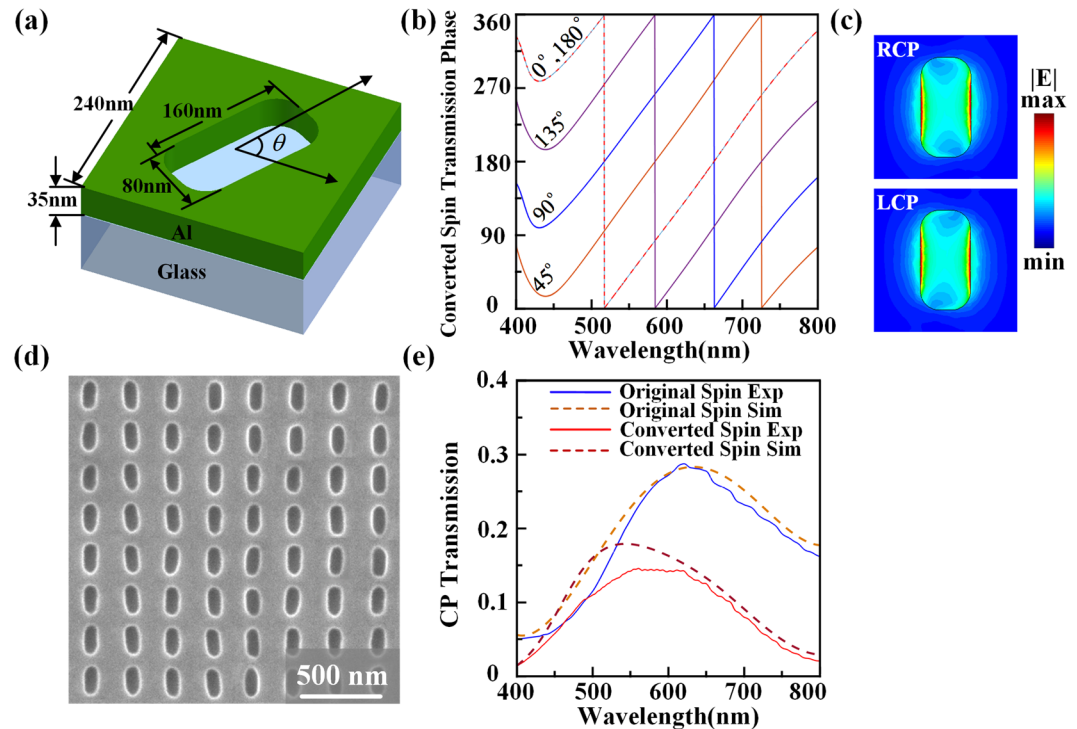 (a)
240nm
160nm
θ
80nm
35nm
Al
Glass
(b)
Converted Spin Transmission Phase
360
270
180
90
0
0°,180°
135°
90°
45°
400 500 600 700 800
Wavelength(nm)
(c)
RCP
LCP
|E|
max
min
(d)
500 nm
(e)
CP Transmission
0.4
0.3
0.2
0.1
0
Original Spin Exp
Original Spin Sim
Converted Spin Exp
Converted Spin Sim
400 500 600 700 800
Wavelength(nm)